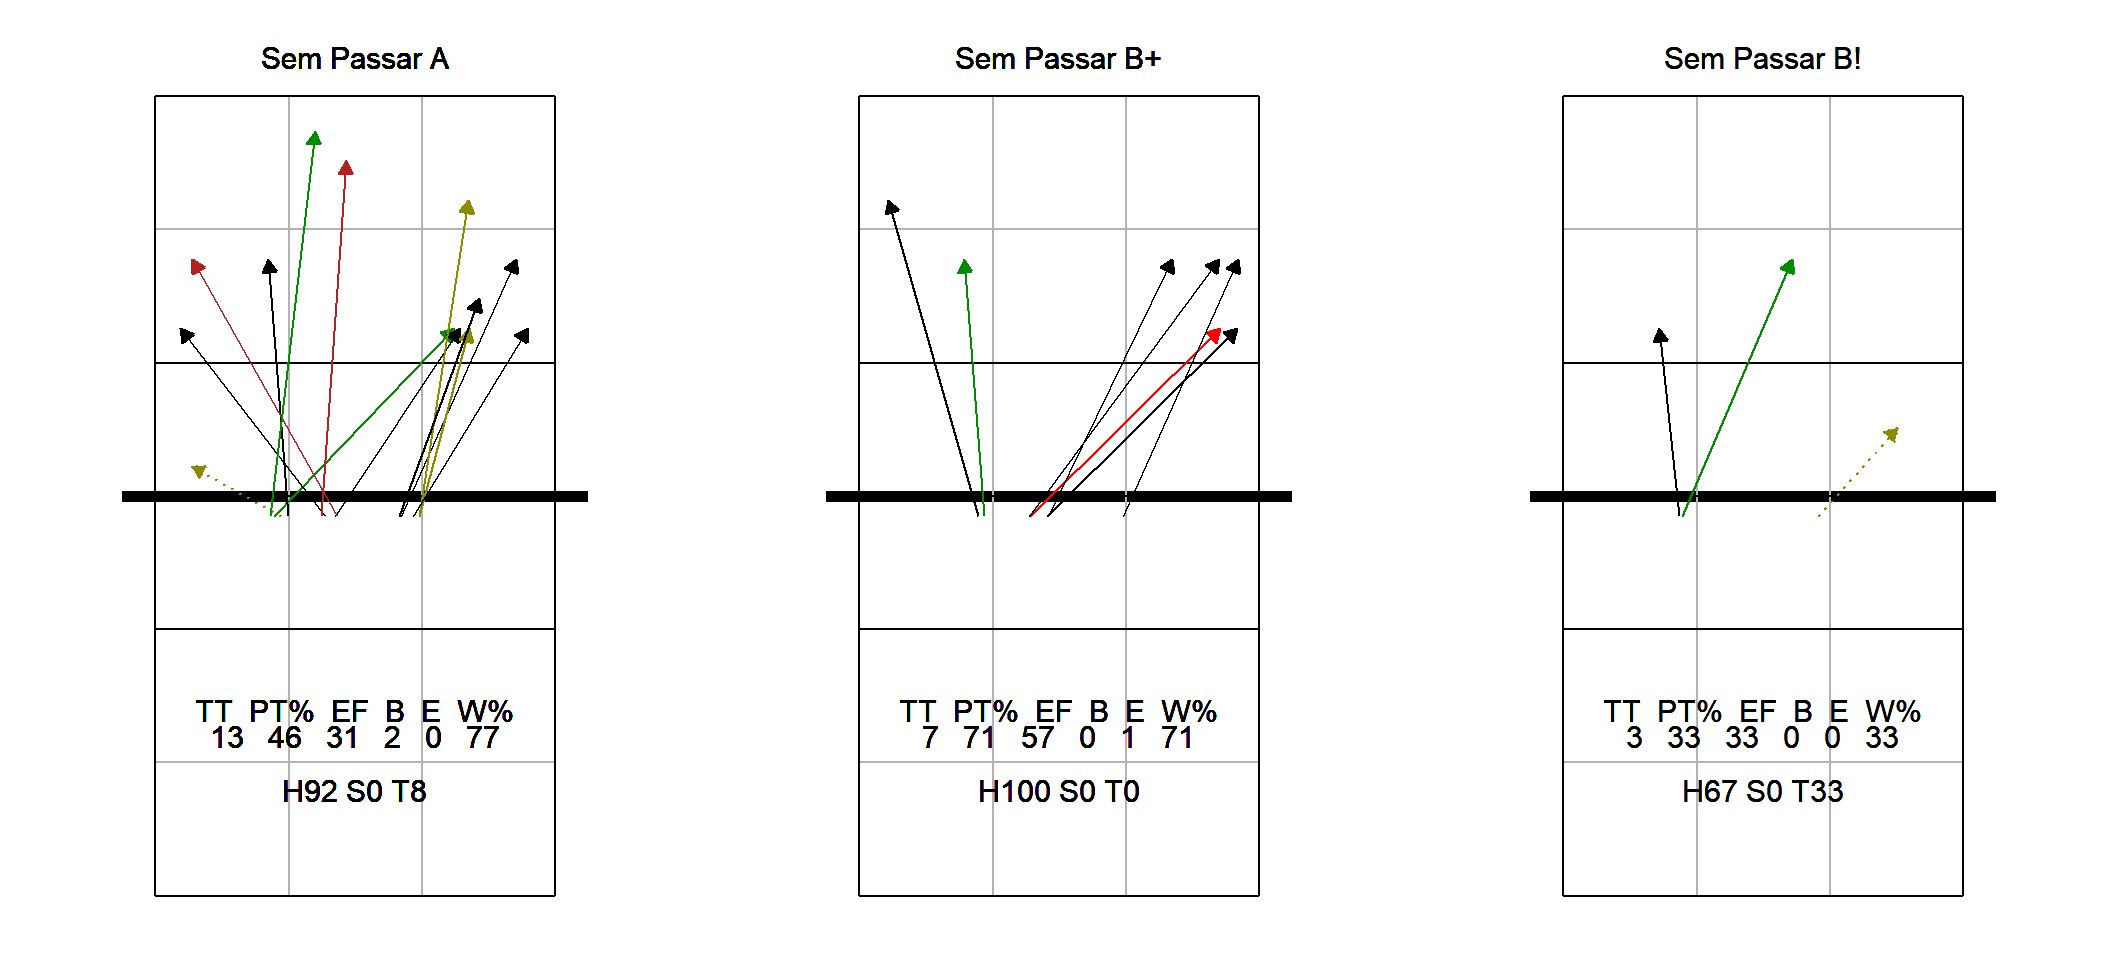 Sem Passar A
TT PT% EF B E W%
13 46 31 2 0 77
H92 S0 T8
Sem Passar B+
TT PT% EF B E W%
7 71 57 0 1 71
H100 S0 T0
Sem Passar B!
TT PT% EF B E W%
3 33 33 0 0 33
H67 S0 T33